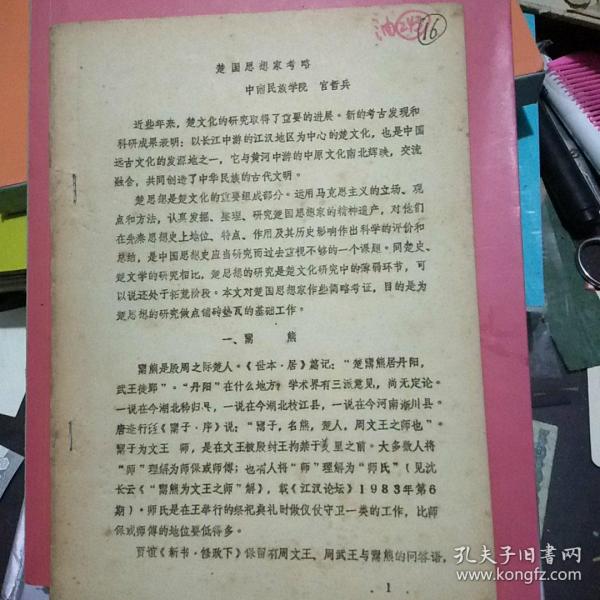 油243
16
楚国思想家考略
中南民族学院 宫哲兵
近些年来，楚文化的研究取得了重要的进展。新的考古发现和
科研成果表明：以长江中游的江汉地区为中心的楚文化，也是中国
远古文化的发源地之一，它与黄河中游的中原文化南北辉映，交流
融合，共同创造了中华民族的古代文明。
楚思想是楚文化的重要组成部分。运用马克思主义的立场、观
点和方法，认真发掘、整理、研究楚国思想家的精神遗产，对他们
在先秦思想史上地位、特点、作用及其历史影响作出科学的评价和
总结，是中国思想史应当研究而过去重视不够的一个课题。同楚史、
楚文学的研究相比，楚思想的研究是楚文化研究中的薄弱环节，可
以说还处于拓荒阶段。本文对楚国思想家作些简略考证，目的是为
楚思想的研究做点铺砖垫瓦的基础工作。
一、鬻熊
鬻熊是殷周之际楚人。《世本·居》篇记：“楚鬻熊居丹阳，
武王徙郢”。“丹阳”在什么地方？学术界有三派意见，尚无定论。
一说在今湖北秭归县，一说在今湖北枝江县，一说在今河南淅川县。
唐逄行珪《鬻子·序》说：“鬻子，名熊，楚人，周文王之师也”。
鬻子为文王 师，是在文王被殷纣王拘禁于羑里之前。大多数人将
“师”理解为师保或师傅；也有人将“师”理解为“师氏”（见沈
长云《“鬻熊为文王之师”解》，载《江汉论坛》1983年第6
期）。师氏是在王举行的祭祀典礼时做仪仗守卫一类的工作，比师
保或师傅的地位要低得多。
贾谊《新书·修政下》保留有周文王、周武王与鬻熊的问答语，
1
孔夫子旧书网
www.kongfz.com